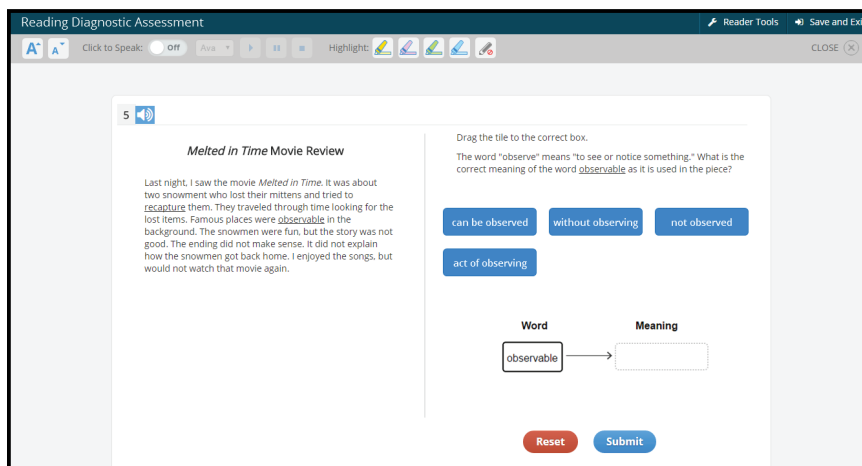 Reading Diagnostic Assessment
Reader Tools
Save and Exi
A A
Click to Speak: Off Ava
Highlight:
CLOSE
5
Melted in Time Movie Review
Last night, I saw the movie Melted in Time. It was about
two snowment who lost their mittens and tried to
recapture them. They traveled through time looking for the
lost items. Famous places were observable in the
background. The snowmen were fun, but the story was not
good. The ending did not make sense. It did not explain
how the snowmen got back home. I enjoyed the songs, but
would not watch that movie again.
Drag the tile to the correct box.
The word "observe" means "to see or notice something." What is the
correct meaning of the word observable as it is used in the piece?
can be observed
without observing
not observed
act of observing
Word
Meaning
observable
Reset
Submit